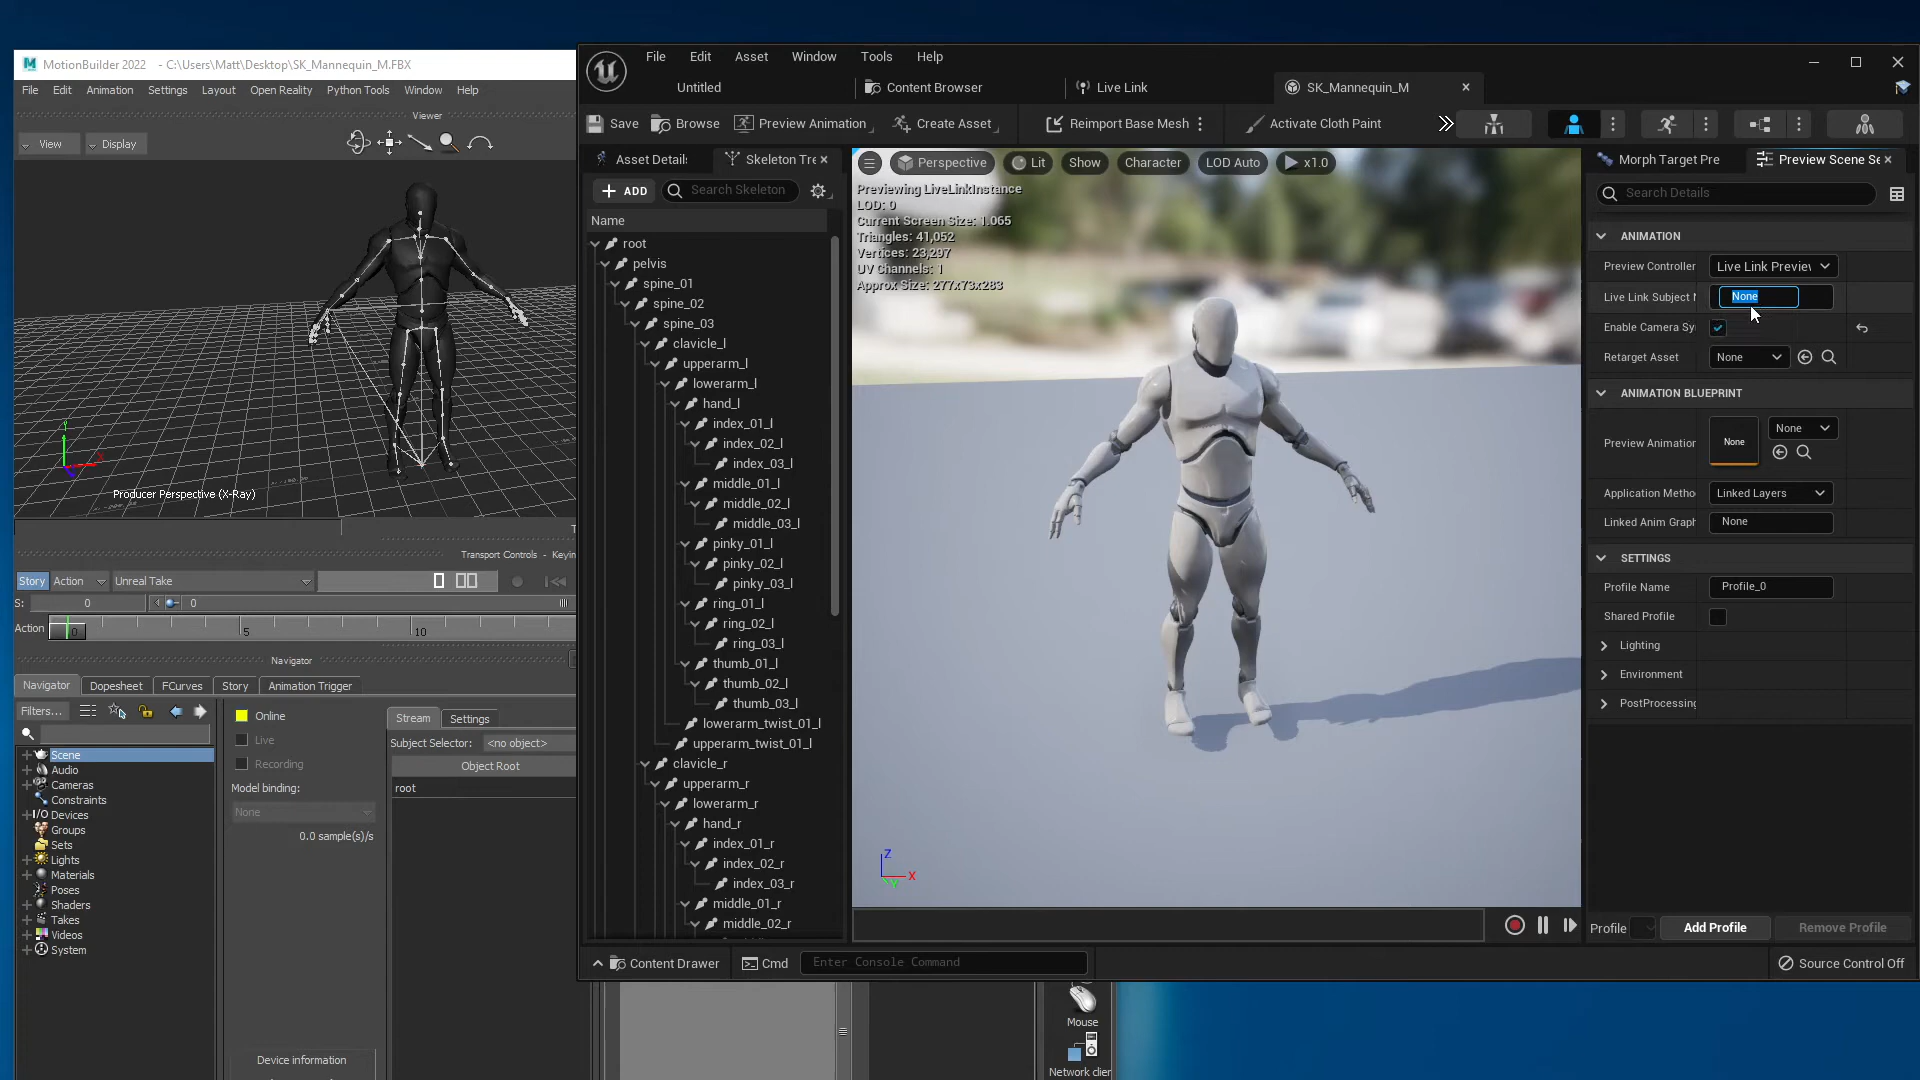 MotionBuilder 2022 - C:\Users\Matt\Desktop\SK_Mannequin_M.FBX
File Edit Animation Settings Layout Open Reality Python Tools Window Help
Viewer
View Display
Producer Perspective (X-Ray)
Transport Controls - Keyin
Story Action Unreal Take
S: 0 0
Action 0 5 10
Navigator
Navigator Dopesheet FCurves Story Animation Trigger
Filters...
Scene
Audio
Cameras
Constraints
I/O Devices
Groups
Sets
Lights
Materials
Poses
Shaders
Takes
Videos
System
Online
Live
Recording
Model binding:
None
0.0 sample(s)/s
Device information
Stream Settings
Subject Selector: <no object>
Object Root
root
File Edit Asset Window Tools Help
Untitled Content Browser Live Link SK_Mannequin_M
Save Browse Preview Animation Create Asset Reimport Base Mesh Activate Cloth Paint
Asset Details Skeleton Tre
ADD Search Skeleton
Name
root
pelvis
spine_01
spine_02
spine_03
clavicle_l
upperarm_l
lowerarm_l
hand_l
index_01_l
index_02_l
index_03_l
middle_01_l
middle_02_l
middle_03_l
pinky_01_l
pinky_02_l
pinky_03_l
ring_01_l
ring_02_l
ring_03_l
thumb_01_l
thumb_02_l
thumb_03_l
lowerarm_twist_01_l
upperarm_twist_01_l
clavicle_r
upperarm_r
lowerarm_r
hand_r
index_01_r
index_02_r
index_03_r
middle_01_r
middle_02_r
Perspective Lit Show Character LOD Auto x1.0
Previewing LiveLinkInstance
LOD: 0
Current Screen Size: 1.065
Triangles: 41,052
Vertices: 23,297
UV Channels: 1
Approx Size: 277x73x283
Z
X
Y
Morph Target Pre Preview Scene Se
Search Details
ANIMATION
Preview Controller Live Link Preview
Live Link Subject N None
Enable Camera Sy
Retarget Asset None
ANIMATION BLUEPRINT
Preview Animation None None
Application Metho Linked Layers
Linked Anim Graph None
SETTINGS
Profile Name Profile_0
Shared Profile
Lighting
Environment
PostProcessing
Profile Add Profile Remove Profile
Content Drawer Cmd Enter Console Command Source Control Off
Mouse
Network clien